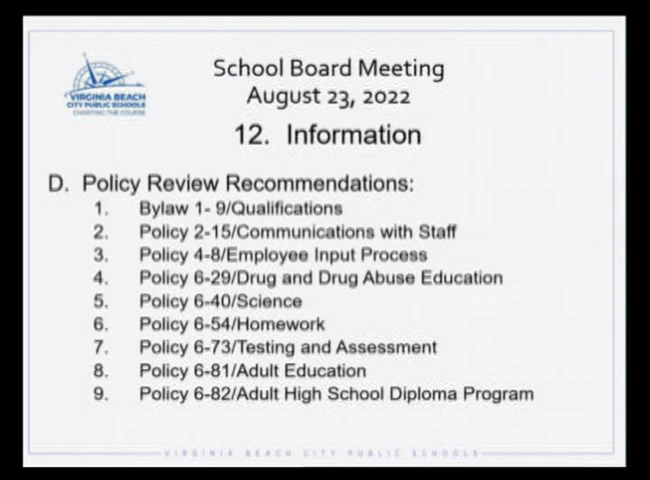 School Board Meeting
August 23, 2022
VIRGINIA BEACH
CITY PUBLIC SCHOOLS
CHARTING THE COURSE
12. Information
D. Policy Review Recommendations:
1. Bylaw 1- 9/Qualifications
2. Policy 2-15/Communications with Staff
3. Policy 4-8/Employee Input Process
4. Policy 6-29/Drug and Drug Abuse Education
5. Policy 6-40/Science
6. Policy 6-54/Homework
7. Policy 6-73/Testing and Assessment
8. Policy 6-81/Adult Education
9. Policy 6-82/Adult High School Diploma Program
VIRGINIA BEACH CITY PUBLIC SCHOOLS